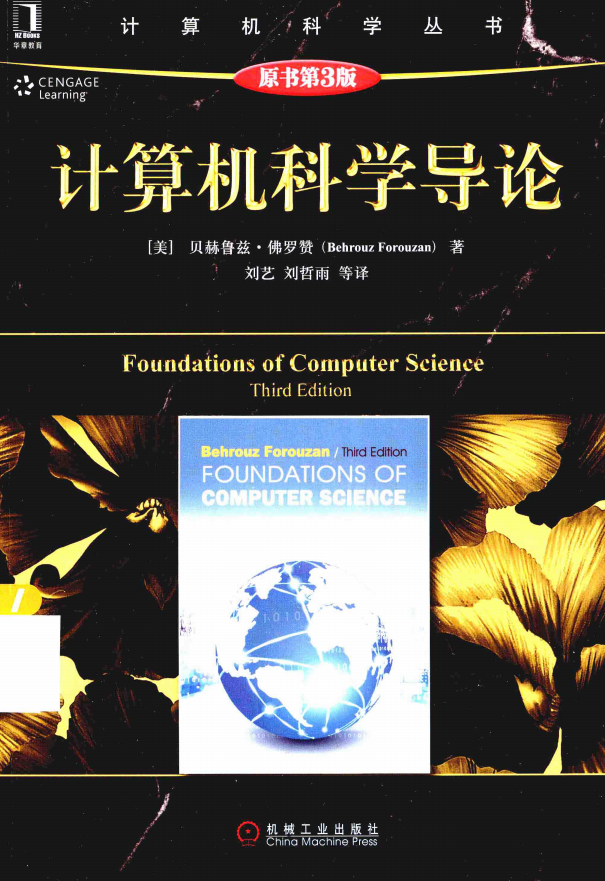 HZ Books
华章教育
计算机科学丛书
CENGAGE
Learning
原书第3版
计算机科学导论
[美] 贝赫鲁兹·佛罗赞（Behrouz Forouzan）著
刘艺 刘哲雨 等译
Foundations of Computer Science
Third Edition
Behrouz Forouzan / Third Edition
FOUNDATIONS OF
COMPUTER SCIENCE
1010
机械工业出版社
China Machine Press